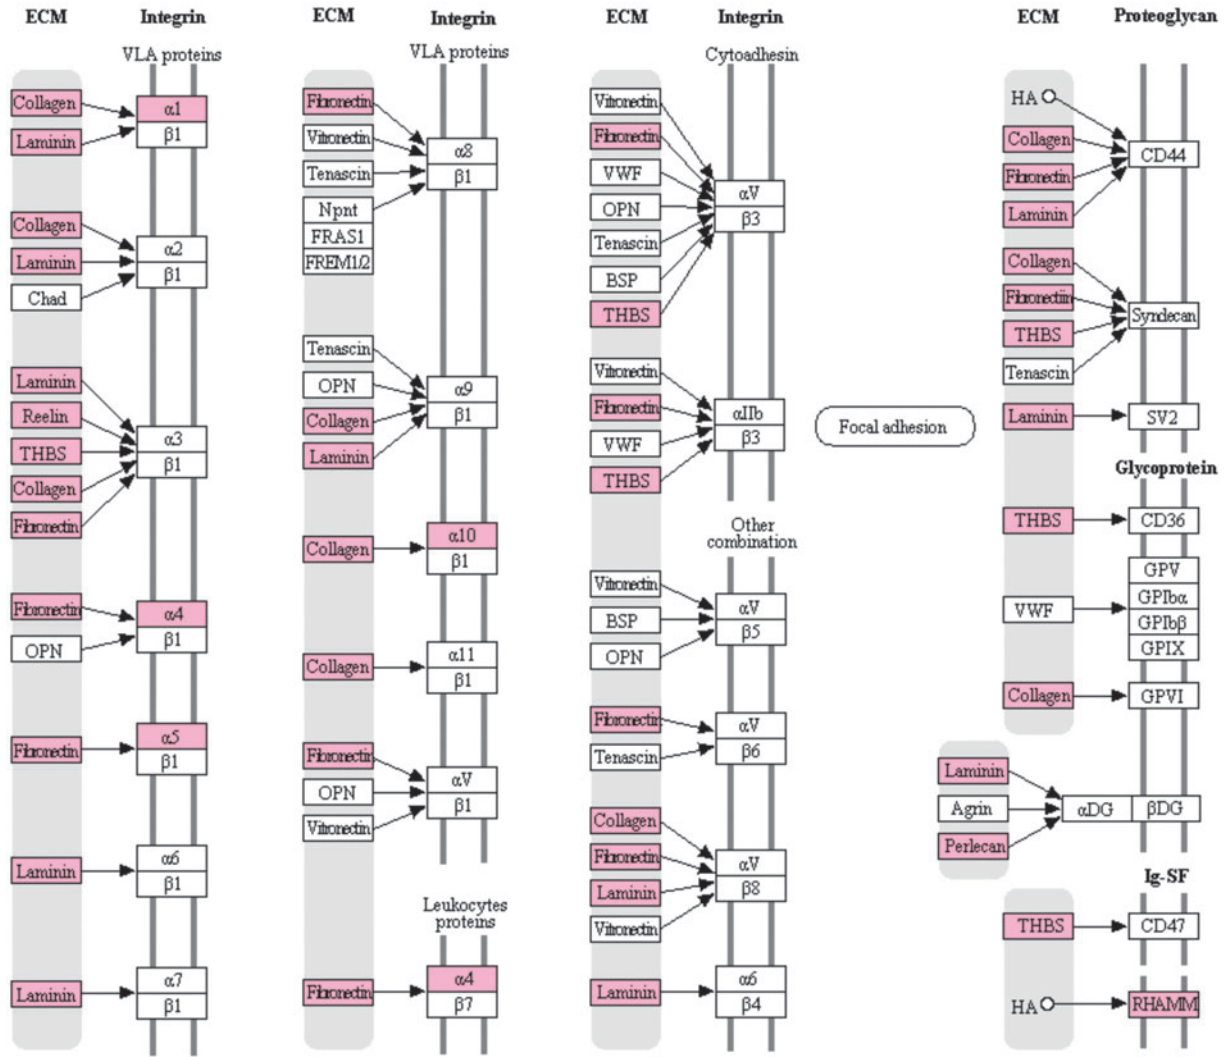 ECM Integrin
VLA proteins
Collagen
Laminin
α1
β1
Collagen
Laminin
Chad
α2
β1
Laminin
Reelin
THBS
Collagen
Fibronectin
α3
β1
Fibronectin
OPN
α4
β1
Fibronectin
α5
β1
Laminin
α6
β1
Laminin
α7
β1
ECM Integrin
VLA proteins
Fibronectin
Vitronectin
Tenascin
Npnt
FRAS1
FREM1/2
α8
β1
Tenascin
OPN
Collagen
Laminin
α9
β1
Collagen
α10
β1
Collagen
α11
β1
Fibronectin
OPN
Vitronectin
αV
β1
Leukocytes
proteins
Fibronectin
α4
β7
ECM Integrin
Cytoadhesin
Vitronectin
Fibronectin
VWF
OPN
Tenascin
BSP
THBS
αV
β3
Vitronectin
Fibronectin
VWF
THBS
αIIb
β3
Other
combination
Vitronectin
BSP
OPN
αV
β5
Fibronectin
Tenascin
αV
β6
Collagen
Fibronectin
Laminin
Vitronectin
αV
β8
Laminin
α6
β4
Focal adhesion
ECM Proteoglycan
HA
Collagen
Fibronectin
Laminin
CD44
Collagen
Fibronectin
THBS
Tenascin
Syndecan
Laminin
SV2
Glycoprotein
THBS
CD36
VWF
GPV
GPIbα
GPIbβ
GPIX
Collagen
GPVI
Laminin
Agrin
Perlecan
αDG βDG
Ig-SF
THBS
CD47
HA
RHAMM